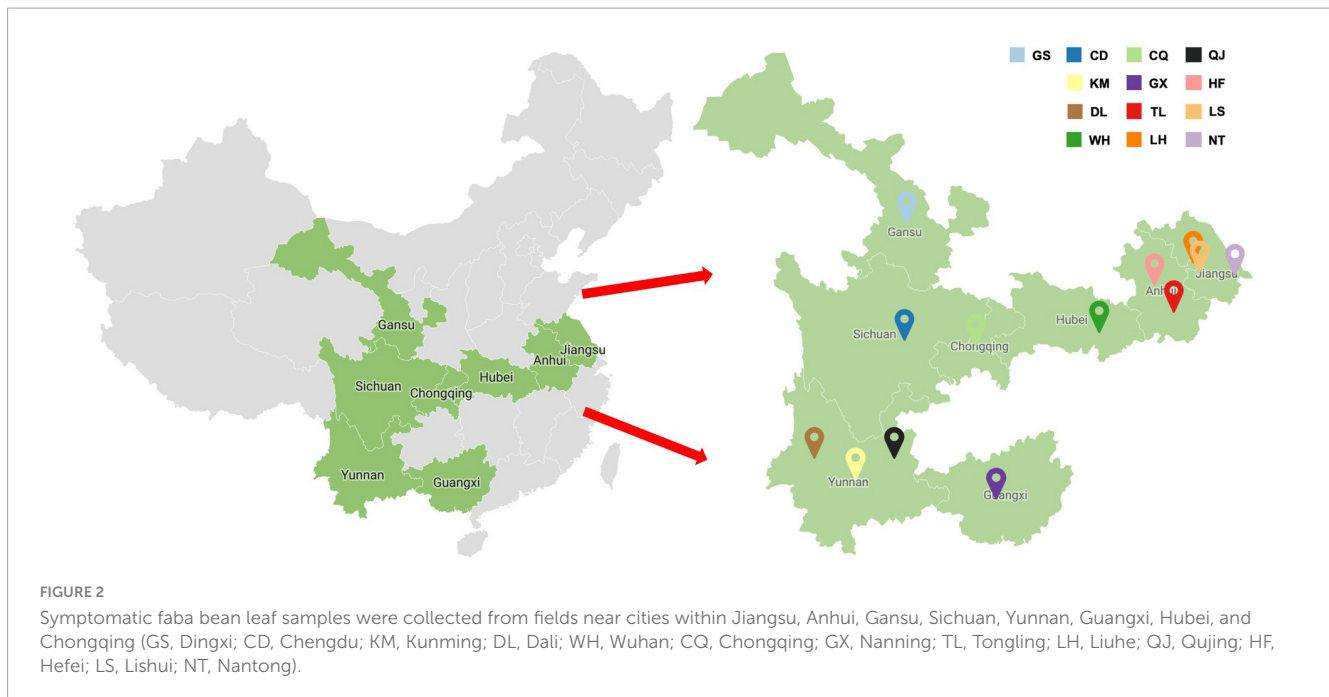 GS CD CQ QJ
KM GX HF
DL TL LS
WH LH NT
Gansu
Sichuan
Chongqing
Hubei
Anhui
Jiangsu
Yunnan
Guangxi
Gansu
Sichuan
Chongqing
Hubei
Anhui
Jiangsu
Yunnan
Guangxi
FIGURE 2
Symptomatic faba bean leaf samples were collected from fields near cities within Jiangsu, Anhui, Gansu, Sichuan, Yunnan, Guangxi, Hubei, and
Chongqing (GS, Dingxi; CD, Chengdu; KM, Kunming; DL, Dali; WH, Wuhan; CQ, Chongqing; GX, Nanning; TL, Tongling; LH, Liuhe; QJ, Qujing; HF,
Hefei; LS, Lishui; NT, Nantong).